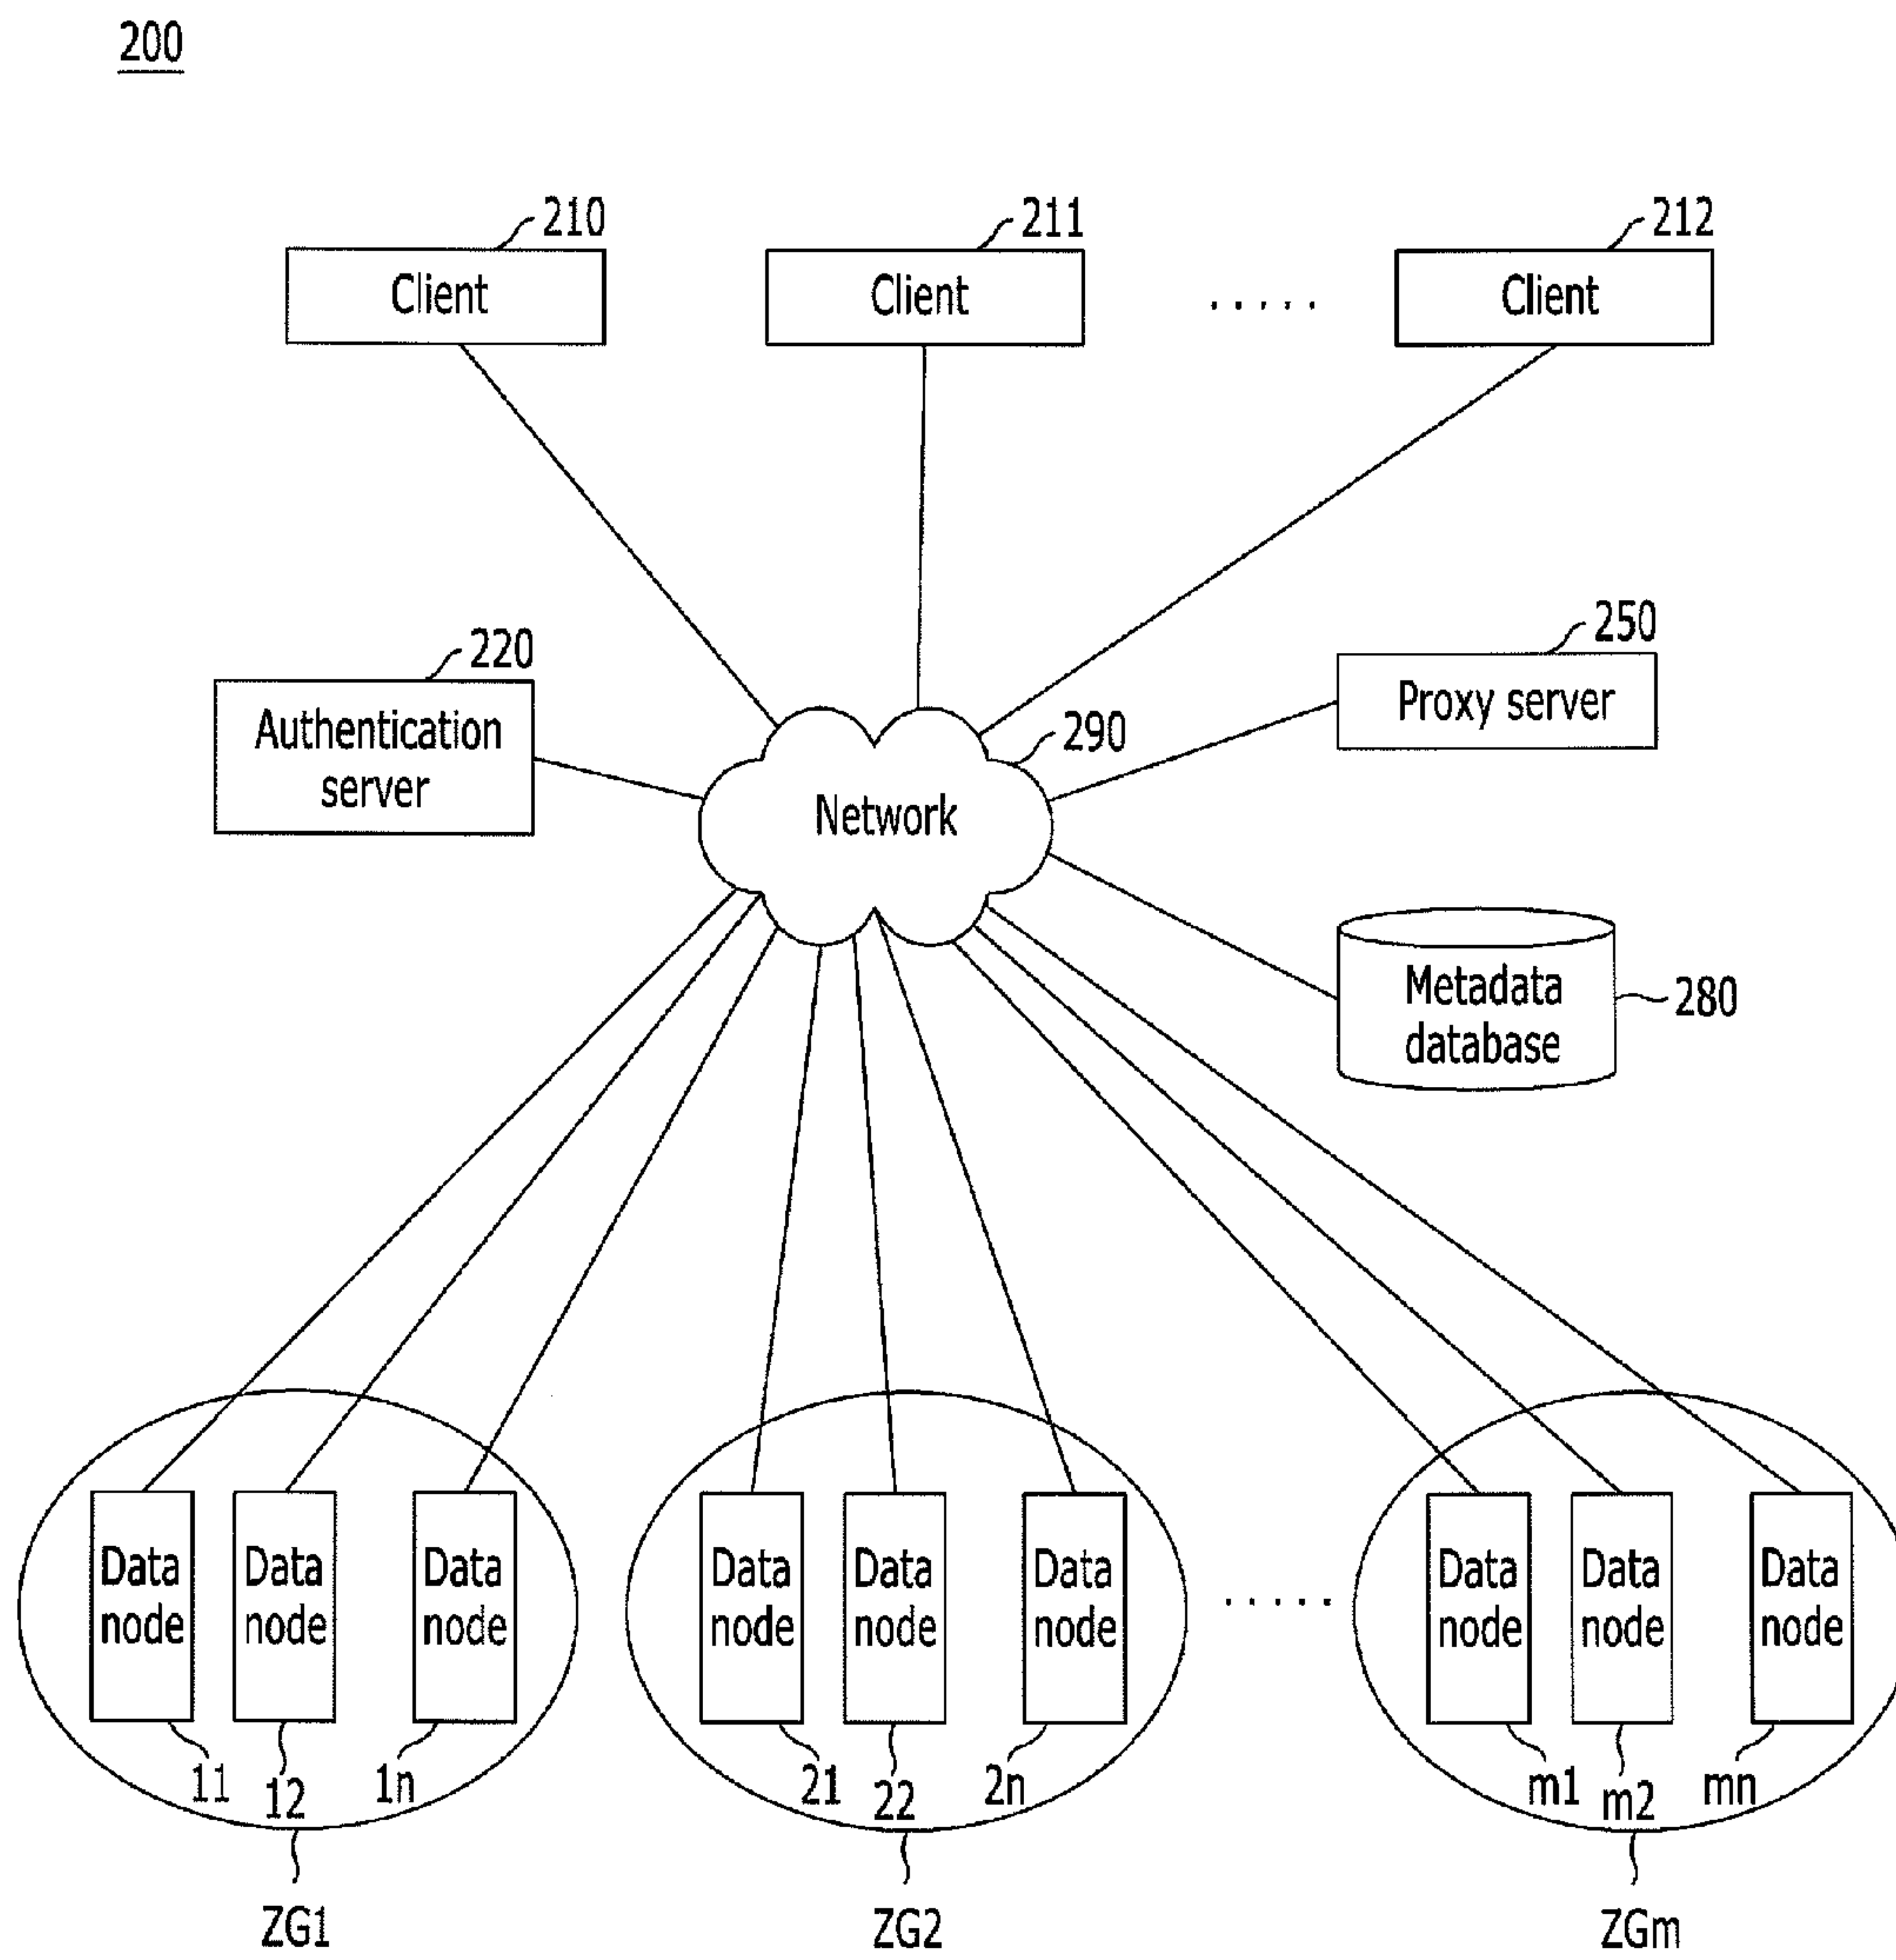 200
210
211
212
Client
Client
.....
Client
220
250
Authentication
server
Proxy server
290
Network
Metadata
database
280
Data
node
Data
node
Data
node
Data
node
Data
node
Data
node
.....
Data
node
Data
node
Data
node
11
12
1n
21
22
2n
m1
m2
mn
ZG1
ZG2
ZGm